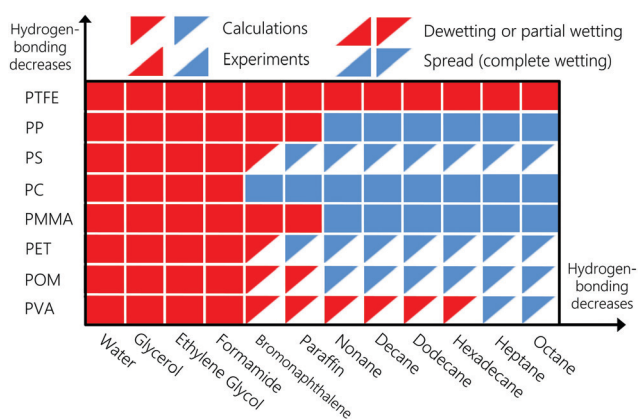 Hydrogen-
bonding
decreases
Calculations
Experiments
Dewetting or partial wetting
Spread (complete wetting)
PTFE
PP
PS
PC
PMMA
PET
POM
PVA
Hydrogen-
bonding
decreases
Water
Glycerol
Ethylene Glycol
Formamide
Bromonaphthalene
Paraffin
Nonane
Decane
Dodecane
Hexadecane
Heptane
Octane